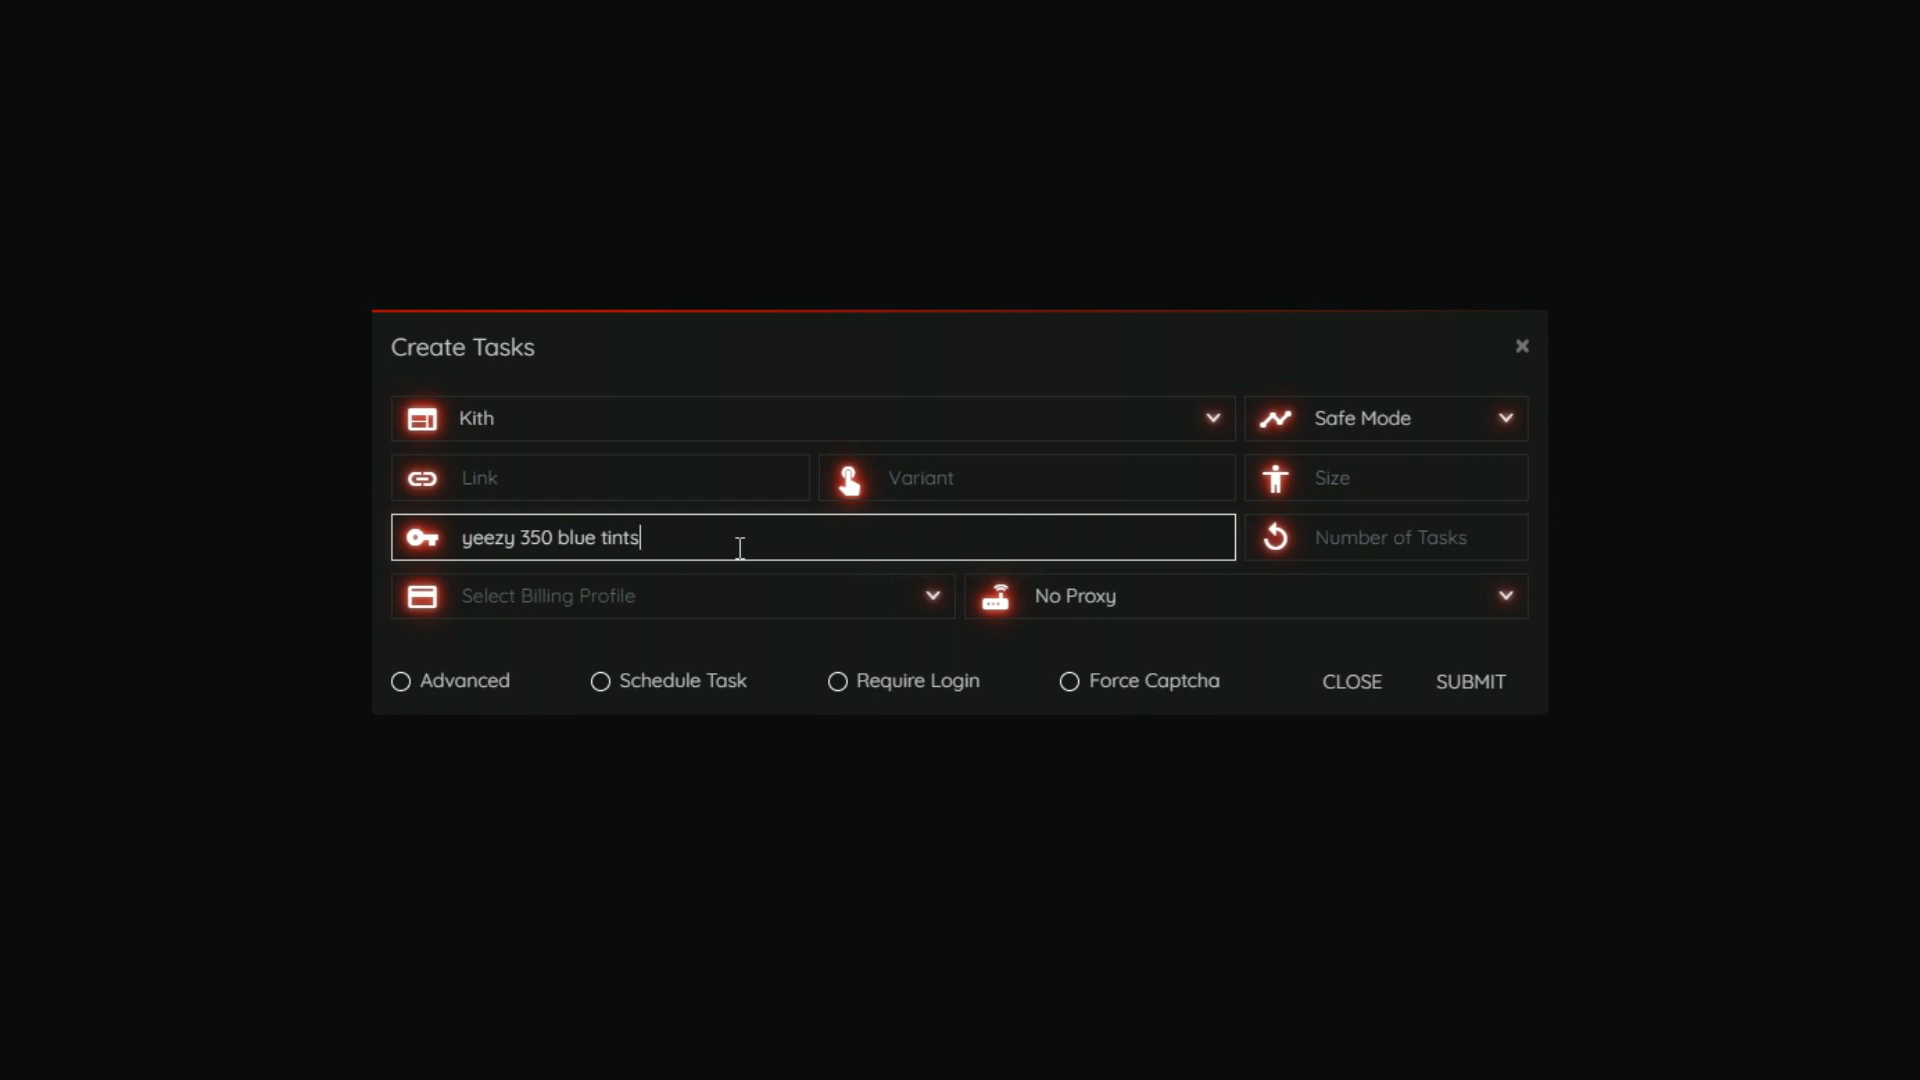 Create Tasks
Kith
Safe Mode
Link
Variant
Size
yeezy 350 blue tints
Number of Tasks
Select Billing Profile
No Proxy
Advanced
Schedule Task
Require Login
Force Captcha
CLOSE
SUBMIT